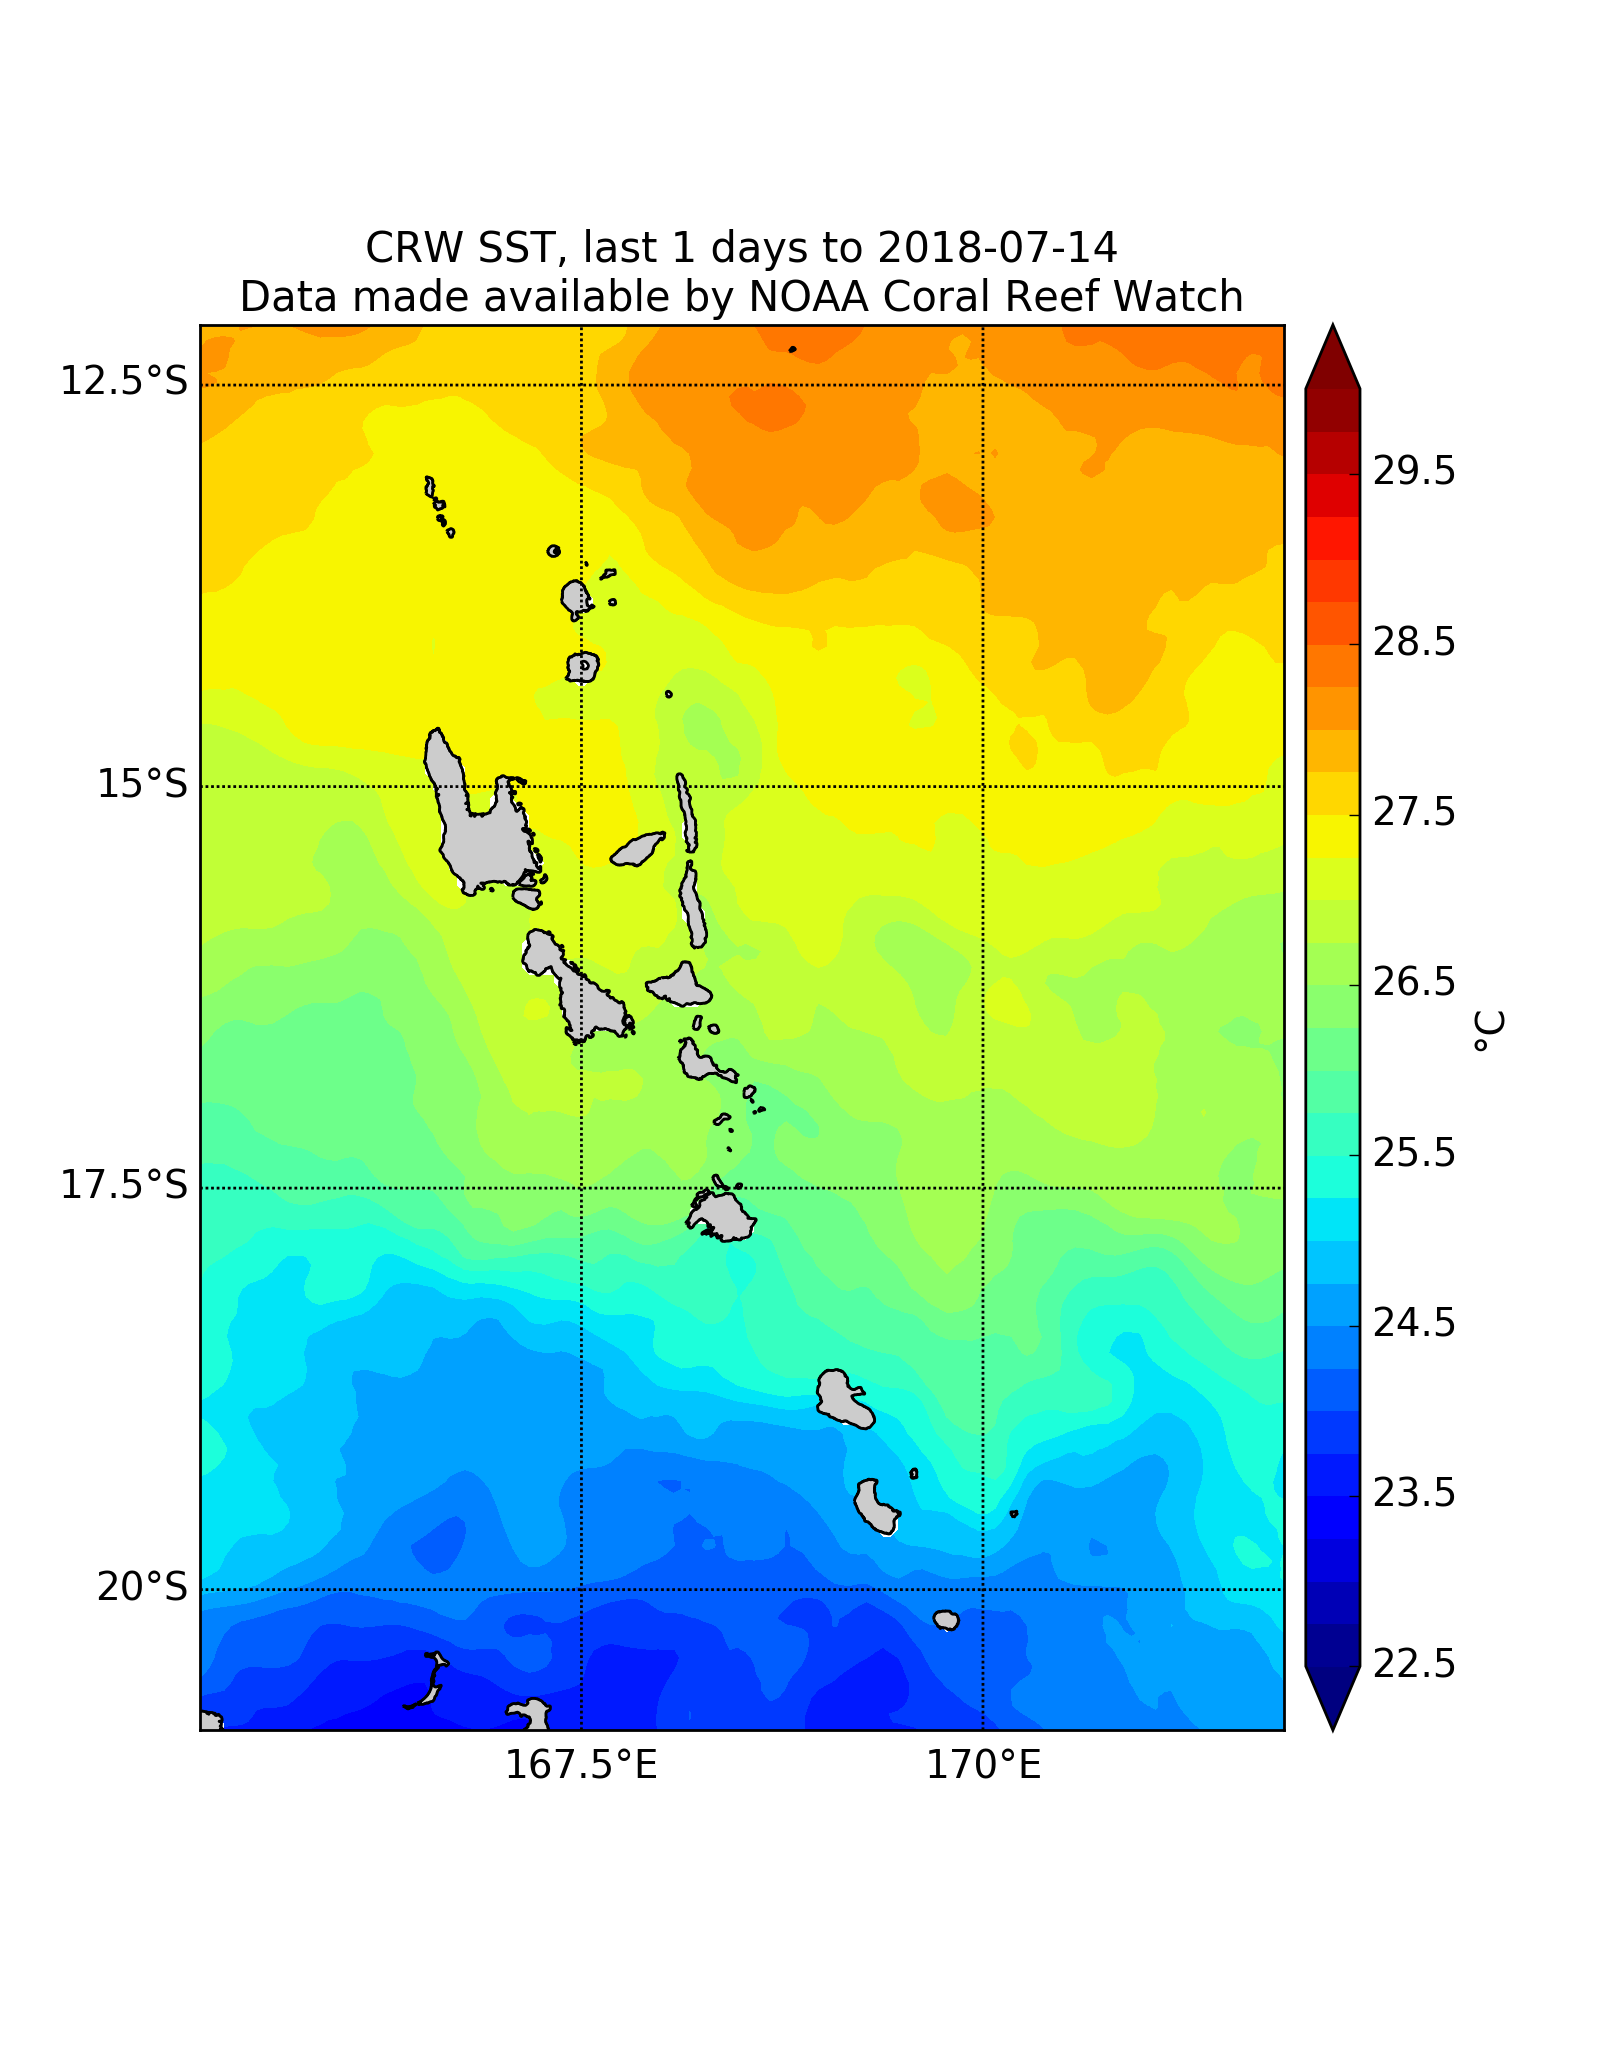 CRW SST, last 1 days to 2018-07-14
Data made available by NOAA Coral Reef Watch
12.5°S
15°S
17.5°S
20°S
167.5°E
170°E
29.5
28.5
27.5
26.5
25.5
24.5
23.5
22.5
°C